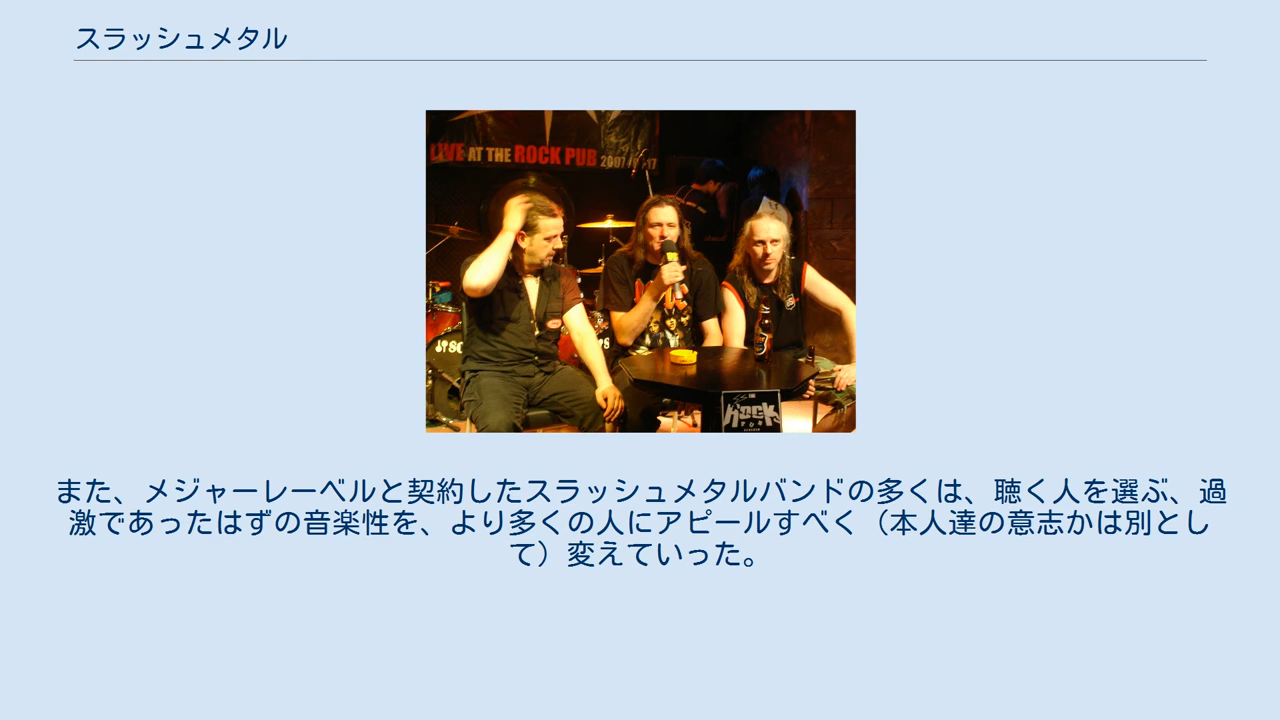 スラッシュメタル
LIVE AT THE ROCK PUB 2007
ROCK
PUB
また、メジャーレーベルと契約したスラッシュメタルバンドの多くは、聴く人を選ぶ、過
激であったはずの音楽性を、より多くの人にアピールすべく（本人達の意志かは別とし
て）変えていった。